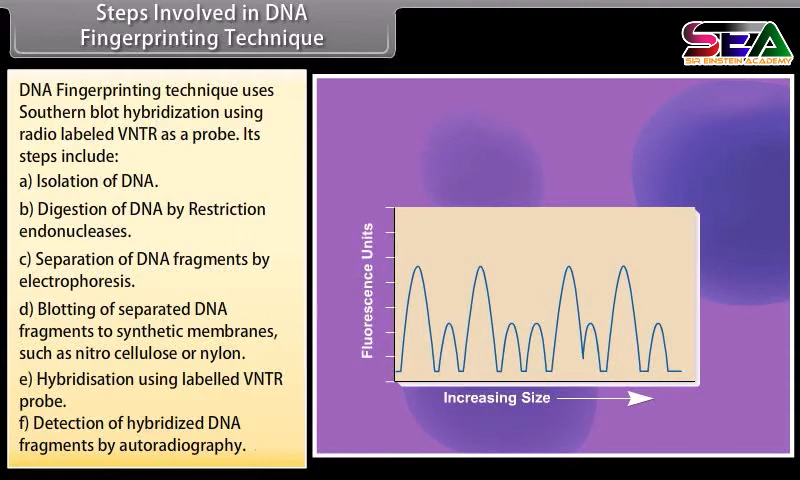 Steps Involved in DNA
Fingerprinting Technique
SEA
SIR EINSTEIN ACADEMY
DNA Fingerprinting technique uses
Southern blot hybridization using
radio labeled VNTR as a probe. Its
steps include:
a) Isolation of DNA.
b) Digestion of DNA by Restriction
endonucleases.
c) Separation of DNA fragments by
electrophoresis.
d) Blotting of separated DNA
fragments to synthetic membranes,
such as nitro cellulose or nylon.
e) Hybridisation using labelled VNTR
probe.
f) Detection of hybridized DNA
fragments by autoradiography.
Fluorescence Units
Increasing Size